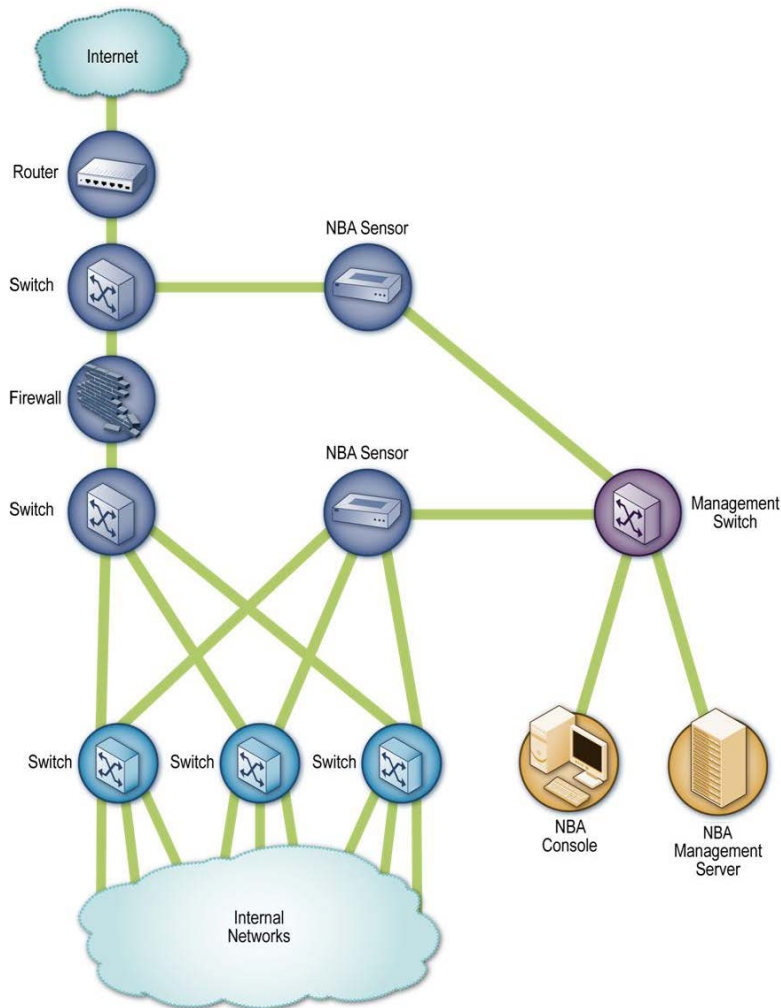 Internet
Router
NBA Sensor
Switch
Firewall
NBA Sensor
Switch
Management
Switch
Switch
Switch
Switch
NBA
Console
NBA
Management
Server
Internal
Networks